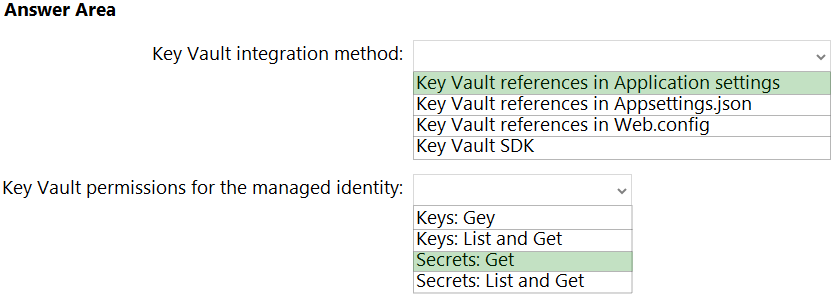 Answer Area
Key Vault integration method:
Key Vault references in Application settings
Key Vault references in Appsettings.json
Key Vault references in Web.config
Key Vault SDK
Key Vault permissions for the managed identity:
Keys: Gey
Keys: List and Get
Secrets: Get
Secrets: List and Get